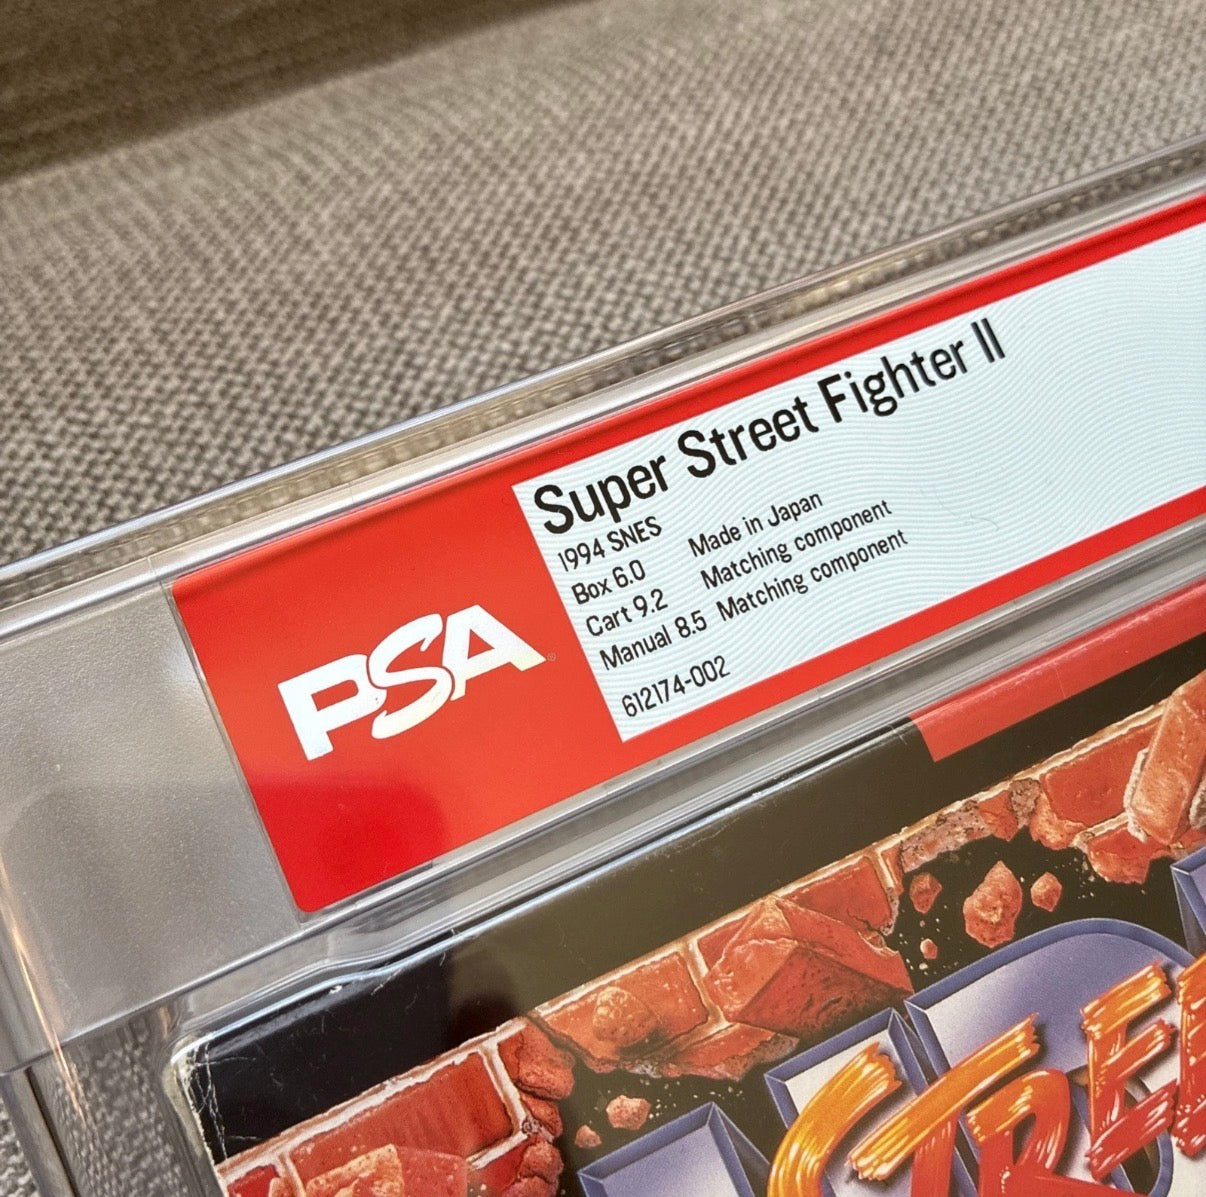 PSA
Super Street Fighter II
1994 SNES
Box 6.0 Made in Japan
Cart 9.2 Matching component
Manual 8.5 Matching component
612174-002